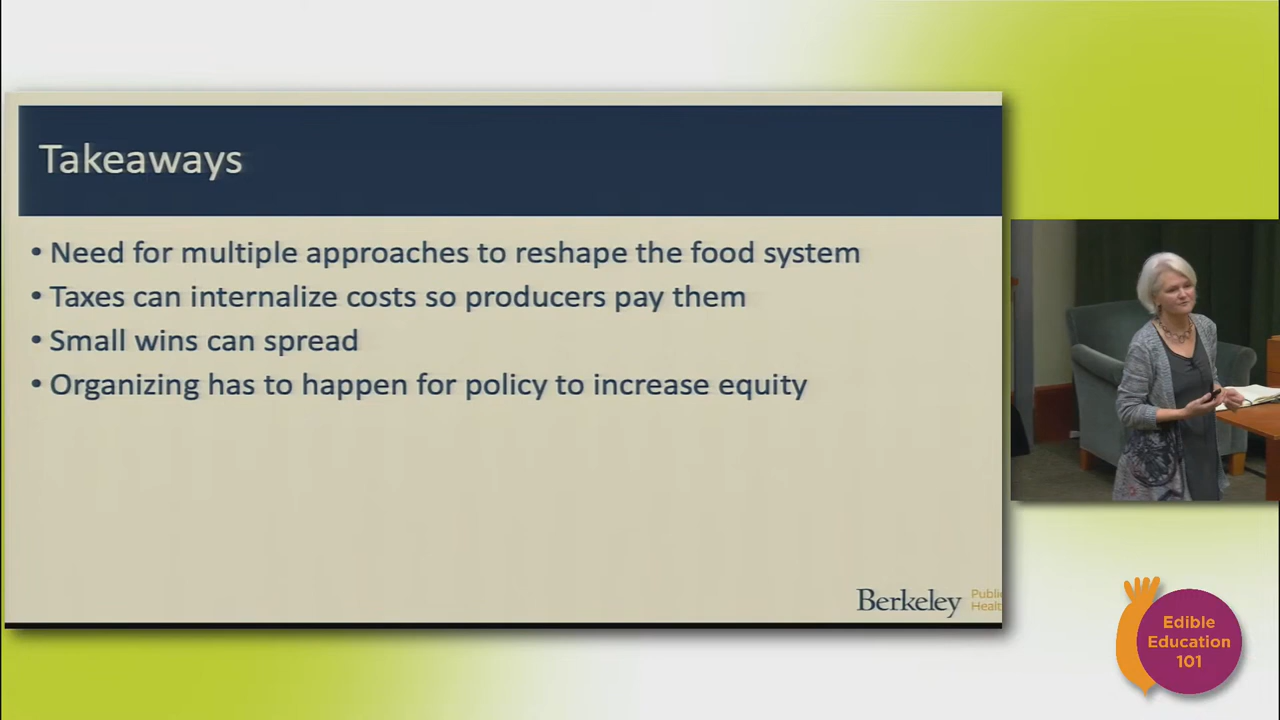 Takeaways
• Need for multiple approaches to reshape the food system
• Taxes can internalize costs so producers pay them
• Small wins can spread
• Organizing has to happen for policy to increase equity
Berkeley
Edible
Education
101